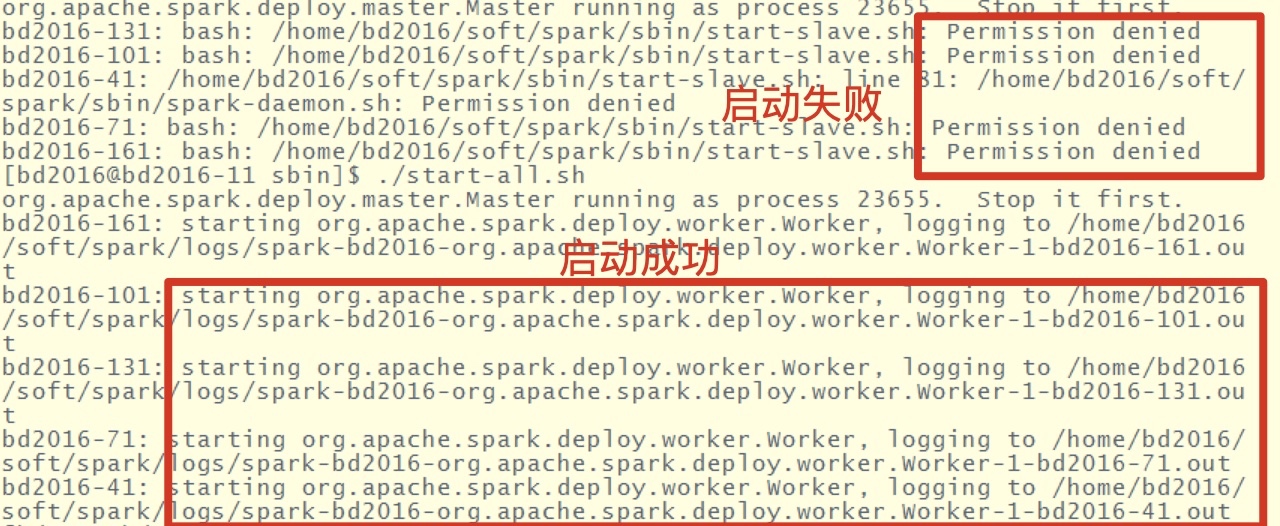 org.apache.spark.deploy.master.Master running as process 23655.  Stop it first.
bd2016-131: bash: /home/bd2016/soft/spark/sbin/start-slave.sh: Permission denied
bd2016-101: bash: /home/bd2016/soft/spark/sbin/start-slave.sh: Permission denied
bd2016-41: /home/bd2016/soft/spark/sbin/start-slave.sh: line 81: /home/bd2016/soft/
spark/sbin/spark-daemon.sh: Permission denied
启动失败
bd2016-71: bash: /home/bd2016/soft/spark/sbin/start-slave.sh: Permission denied
bd2016-161: bash: /home/bd2016/soft/spark/sbin/start-slave.sh: Permission denied
[bd2016@bd2016-11 sbin]$ ./start-all.sh
org.apache.spark.deploy.master.Master running as process 23655.  Stop it first.
bd2016-161: starting org.apache.spark.deploy.worker.Worker, logging to /home/bd2016
/soft/spark/logs/spark-bd2016-org.apache.spark.deploy.worker.Worker-1-bd2016-161.ou
t
启动成功
bd2016-101: starting org.apache.spark.deploy.worker.Worker, logging to /home/bd2016
/soft/spark/logs/spark-bd2016-org.apache.spark.deploy.worker.Worker-1-bd2016-101.ou
t
bd2016-131: starting org.apache.spark.deploy.worker.Worker, logging to /home/bd2016
/soft/spark/logs/spark-bd2016-org.apache.spark.deploy.worker.Worker-1-bd2016-131.ou
t
bd2016-71: starting org.apache.spark.deploy.worker.Worker, logging to /home/bd2016/
soft/spark/logs/spark-bd2016-org.apache.spark.deploy.worker.Worker-1-bd2016-71.out
bd2016-41: starting org.apache.spark.deploy.worker.Worker, logging to /home/bd2016/
soft/spark/logs/spark-bd2016-org.apache.spark.deploy.worker.Worker-1-bd2016-41.out